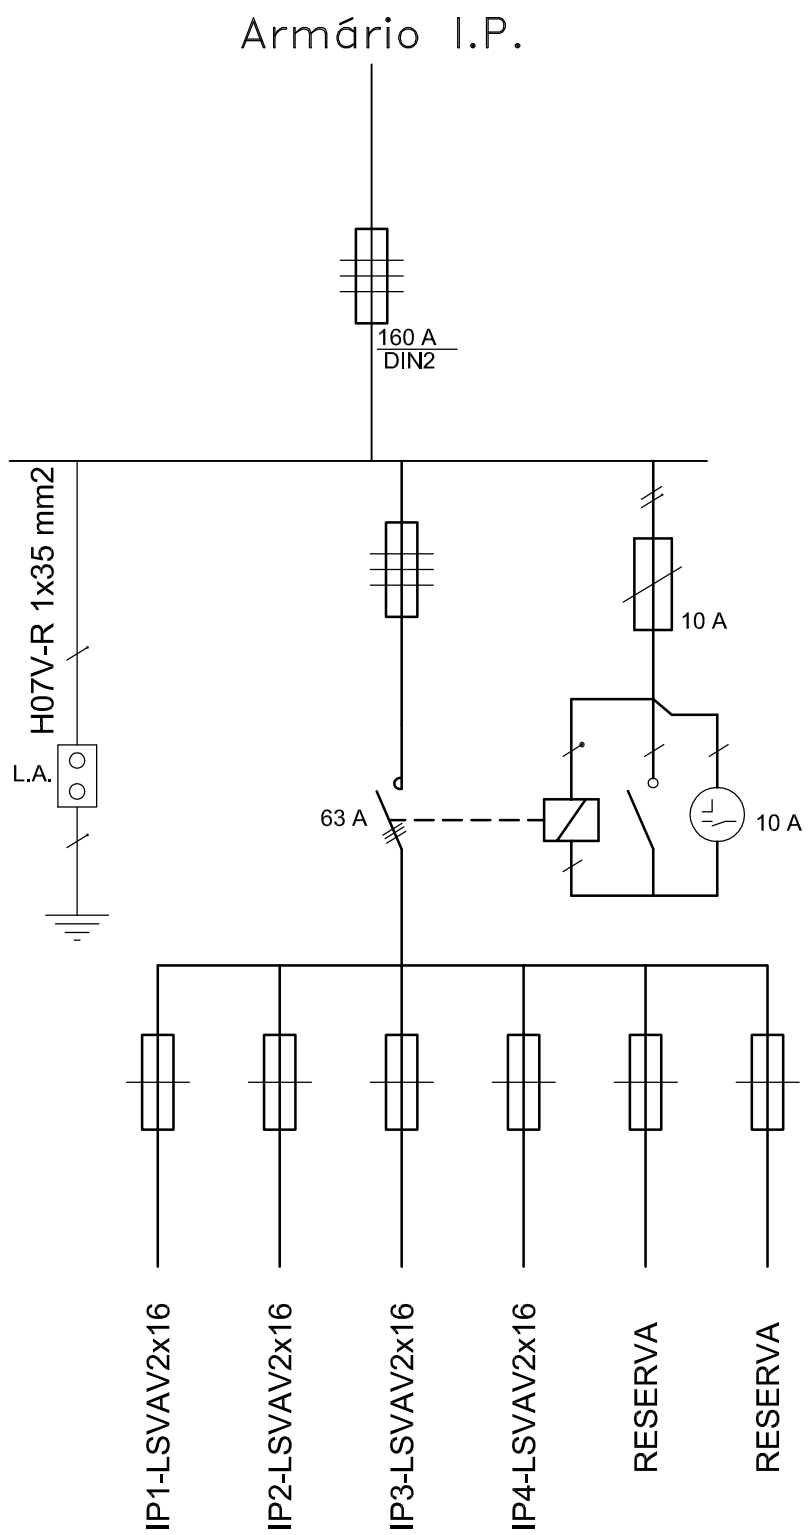 Armário I.P.
160 A
DIN2
H07V-R 1x35 mm2
10 A
L.A.
63 A
10 A
IP1-LSVAV2x16
IP2-LSVAV2x16
IP3-LSVAV2x16
IP4-LSVAV2x16
RESERVA
RESERVA